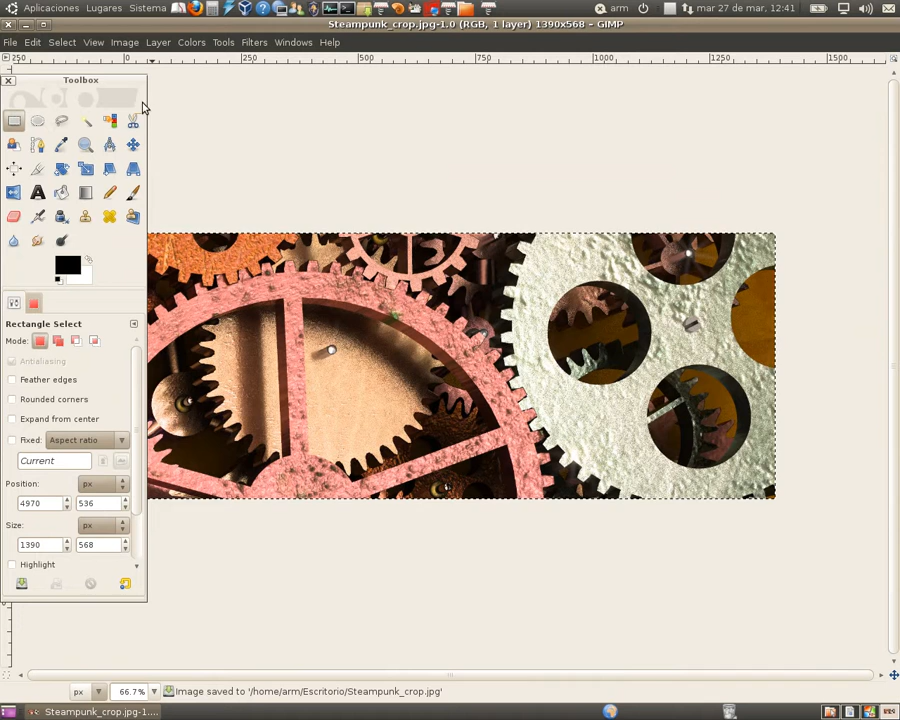 Aplicaciones Lugares Sistema arm mar 27 de mar, 12:41
Steampunk_crop.jpg-1.0 (RGB, 1 layer) 1390x568 – GIMP
File Edit Select View Image Layer Colors Tools Filters Windows Help
250 0 250 500 750 1000 1250
Toolbox
Rectangle Select
Mode:
Antialiasing
Feather edges
Rounded corners
Expand from center
Fixed: Aspect ratio
Current
Position: px
4970 536
Size: px
1390 568
Highlight
px 66.7% Image saved to '/home/arm/Escritorio/Steampunk_crop.jpg'
Steampunk_crop.jpg-1....